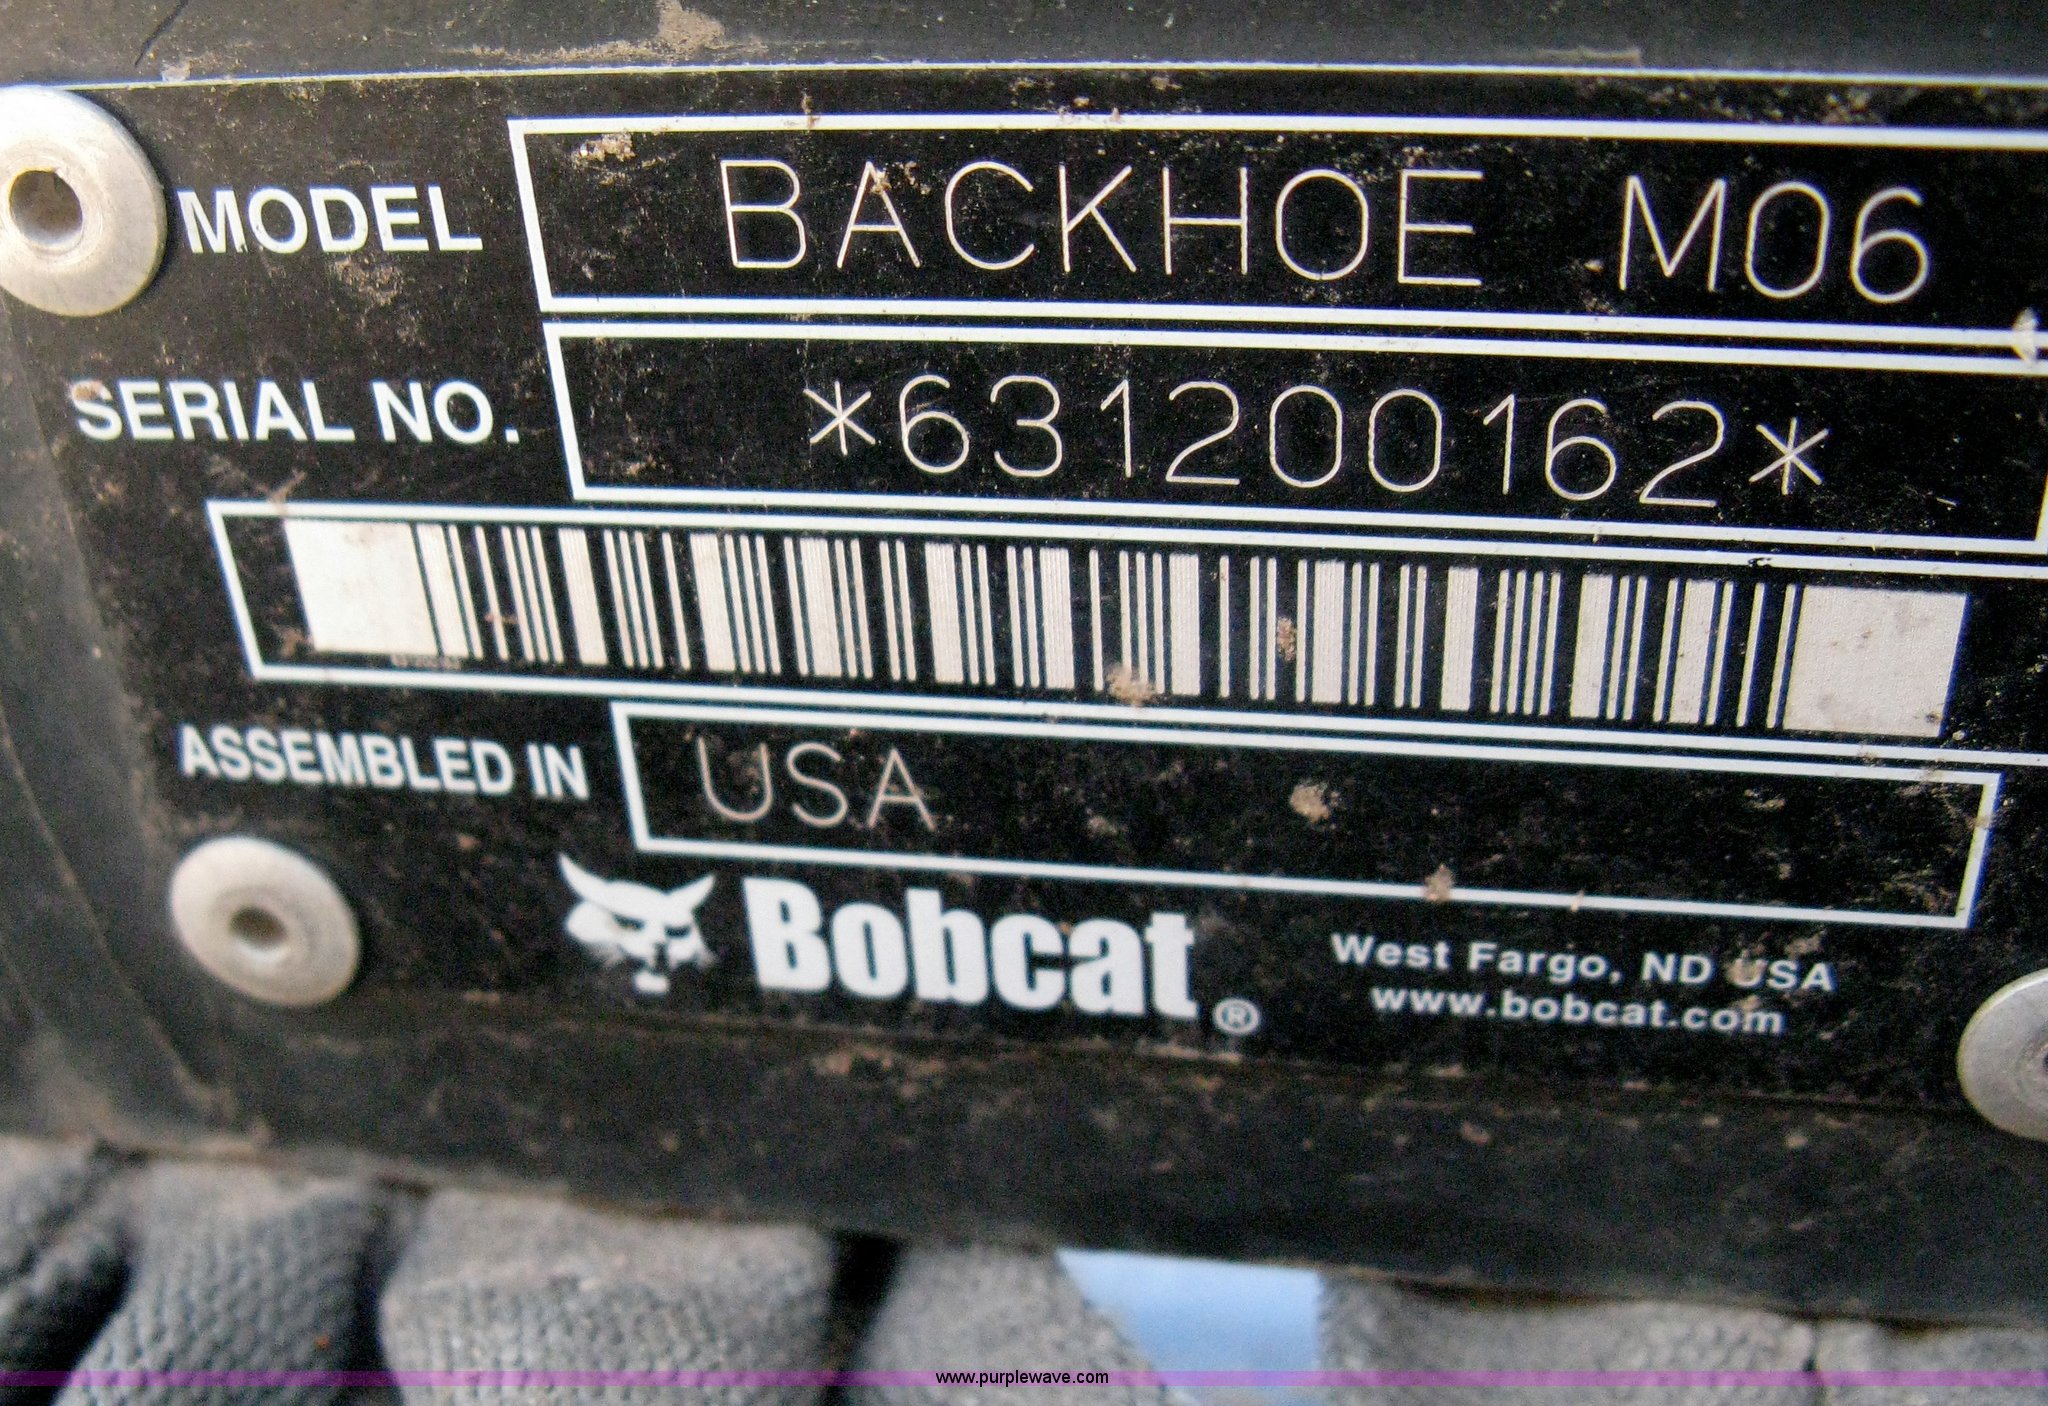 MODEL BACKHOE M06
SERIAL NO. *631200162*
ASSEMBLED IN USA
Bobcat®
West Fargo, ND USA
www.bobcat.com
www.purplewave.com